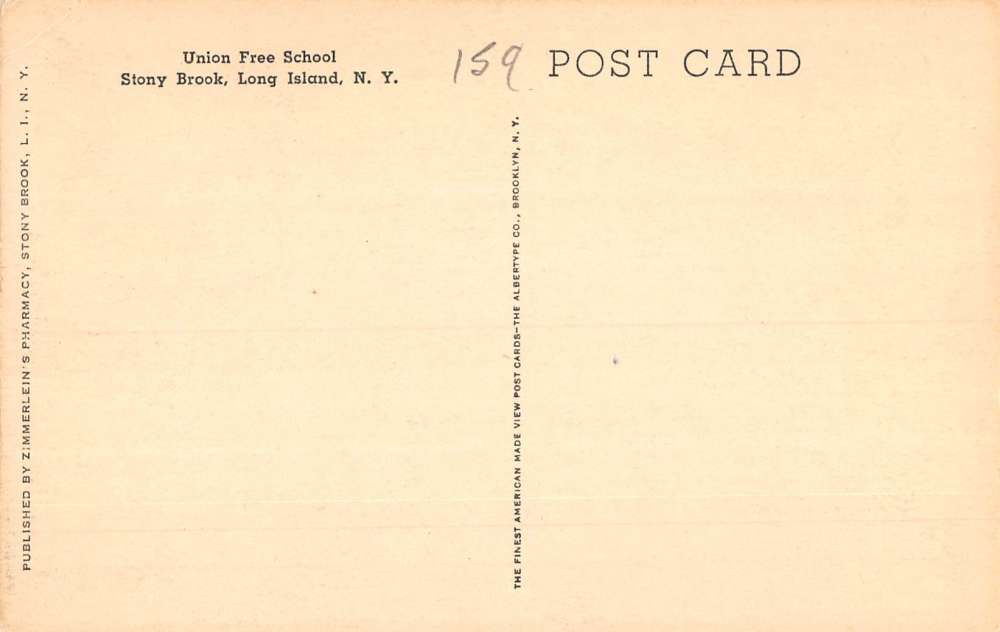 Union Free School
Stony Brook, Long Island, N. Y.
159
POST CARD
PUBLISHED BY ZIMMERLEIN'S PHARMACY, STONY BROOK, L. I., N. Y.
THE FINEST AMERICAN MADE VIEW POST CARDS—THE ALBERTYPE CO., BROOKLYN, N. Y.